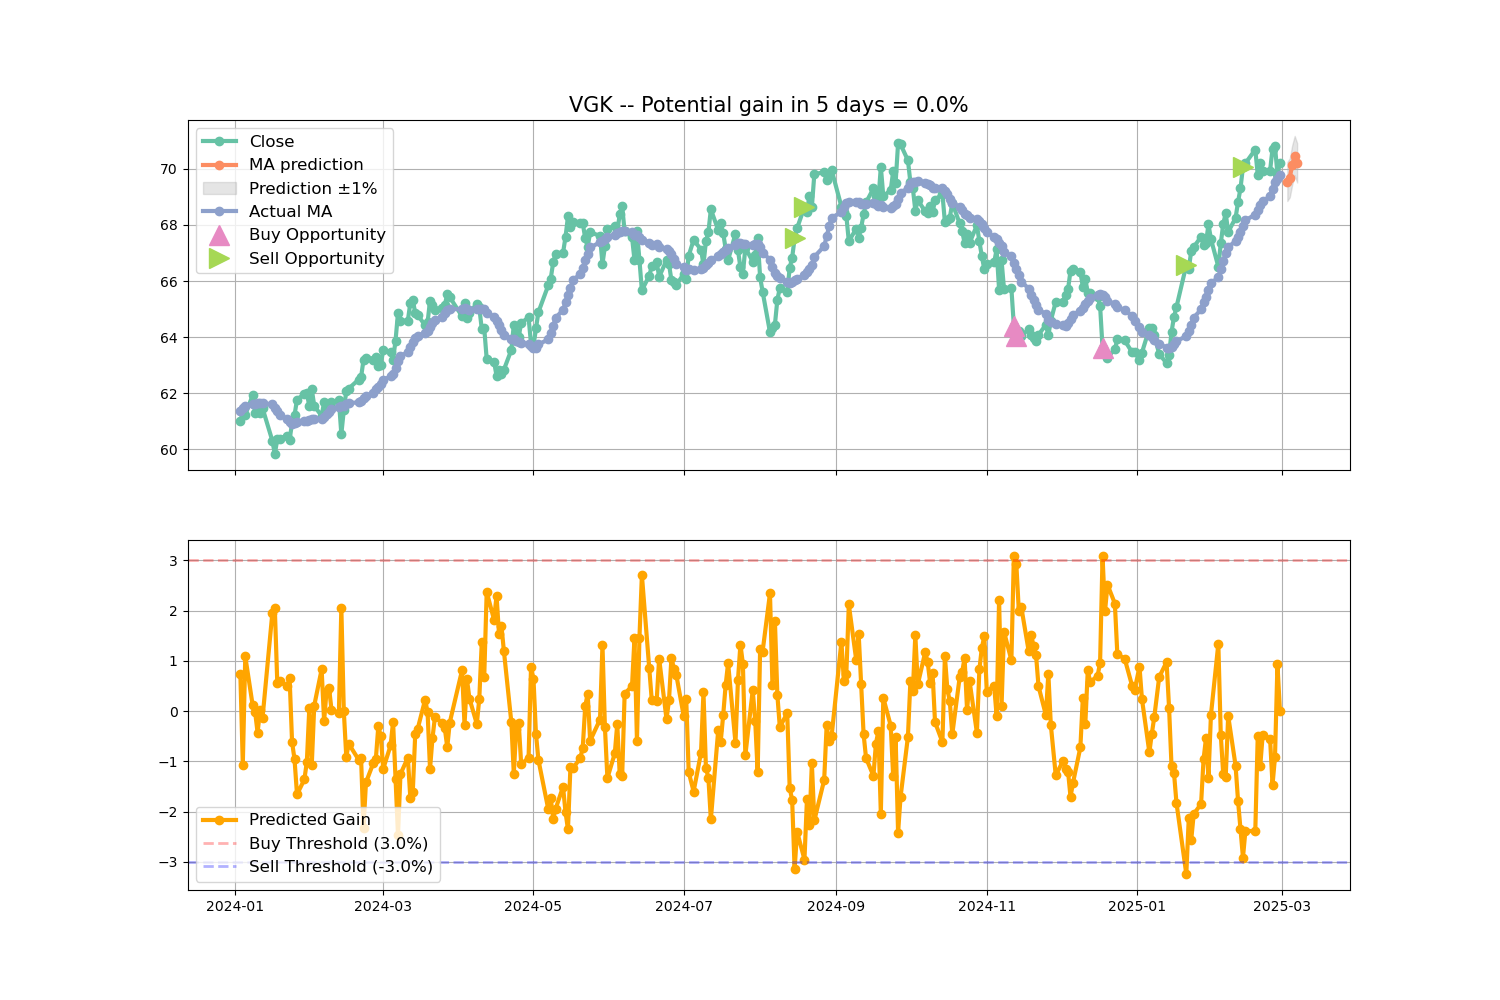 VGK -- Potential gain in 5 days = 0.0%
Close
MA prediction
Prediction ±1%
Actual MA
Buy Opportunity
Sell Opportunity
70
68
66
64
62
60
3
2
1
0
−1
−2
−3
Predicted Gain
Buy Threshold (3.0%)
Sell Threshold (-3.0%)
2024-01
2024-03
2024-05
2024-07
2024-09
2024-11
2025-01
2025-03